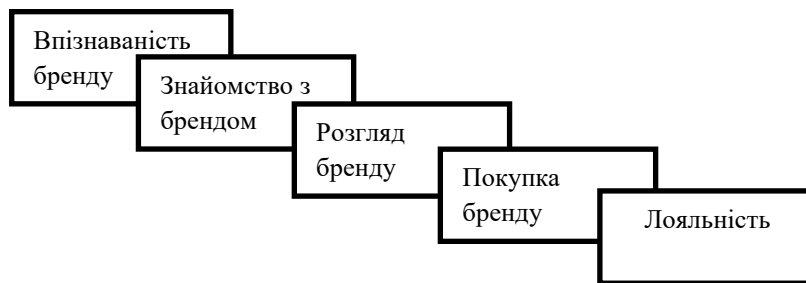 Впізнаваність
бренду
Знайомство з
брендом
Розгляд
бренду
Покупка
бренду
Лояльність